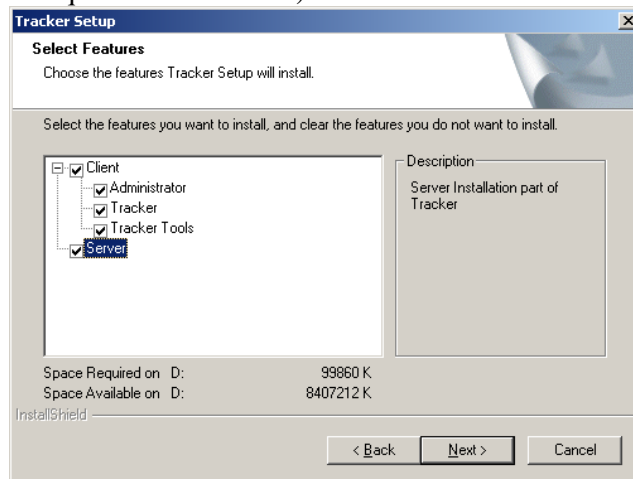 Tracker Setup
Select Features
Choose the features Tracker Setup will install.
Select the features you want to install, and clear the features you do not want to install.
Client
Administrator
Tracker
Tracker Tools
Server
Description
Server Installation part of
Tracker
Space Required on D: 99860 K
Space Available on D: 8407212 K
InstallShield
< Back Next > Cancel